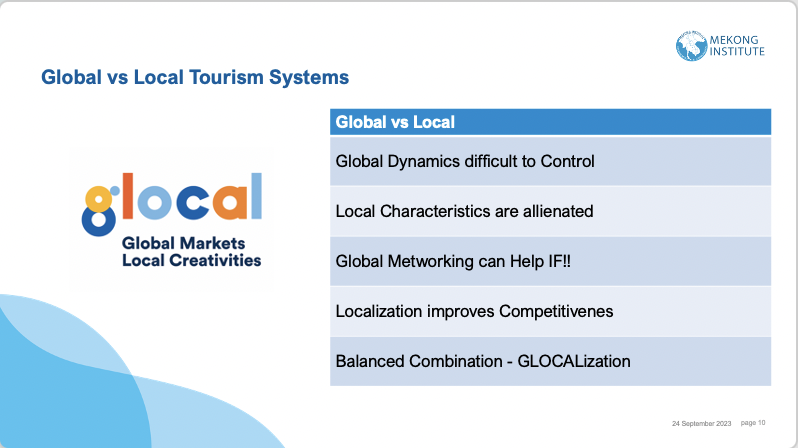 MEKONG
INSTITUTE
Global vs Local Tourism Systems
glocal
Global Markets
Local Creativities
Global vs Local
Global Dynamics difficult to Control
Local Characteristics are allienated
Global Metworking can Help IF!!
Localization improves Competitivenes
Balanced Combination - GLOCALization
24 September 2023 page 10